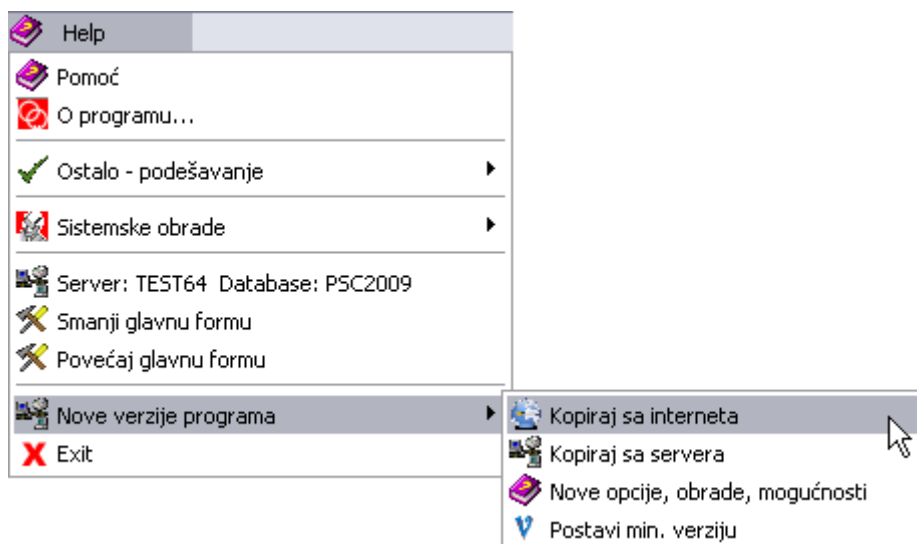 Help
Pomoć
O programu...
Ostalo - podešavanje
Sistemske obrade
Server: TEST64 Database: PSC2009
Smanji glavnu formu
Povećaj glavnu formu
Nove verzije programa
Exit
Kopiraj sa interneta
Kopiraj sa servera
Nove opcije, obrade, mogućnosti
Postavi min. verziju